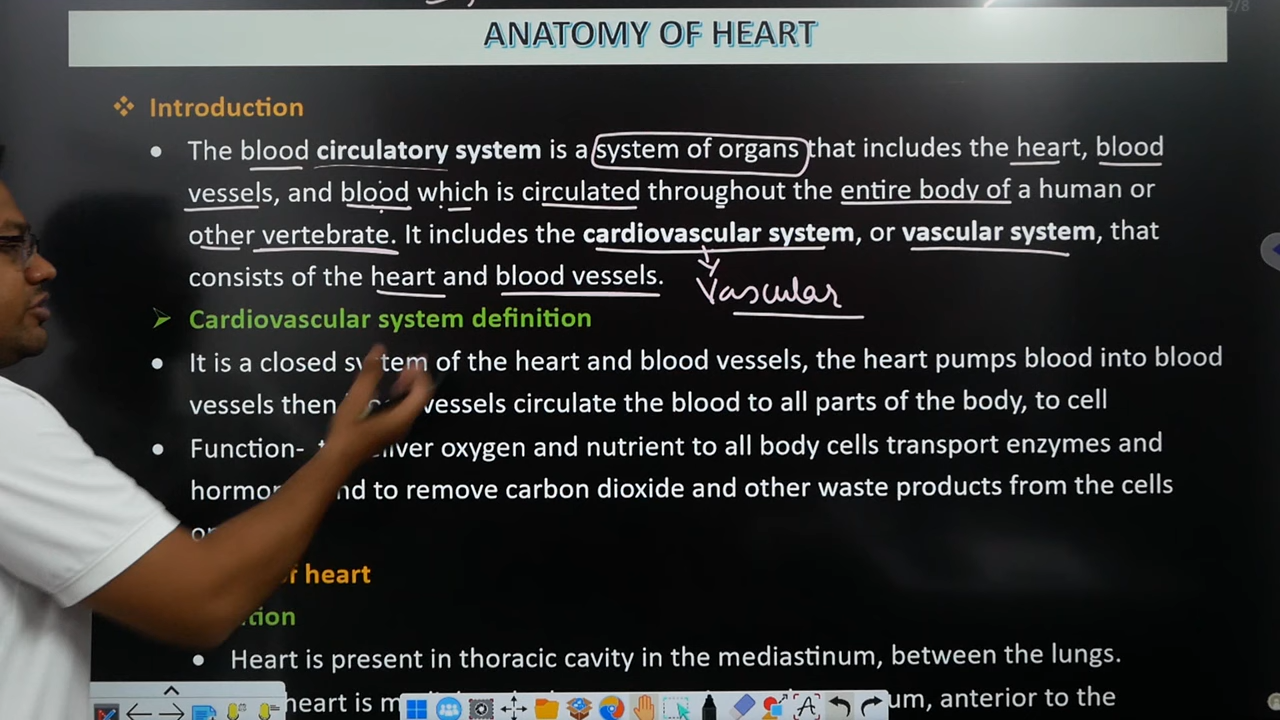 2/8
ANATOMY OF HEART
❖ Introduction
• The blood circulatory system is a system of organs that includes the heart, blood
vessels, and blood which is circulated throughout the entire body of a human or
other vertebrate. It includes the cardiovascular system, or vascular system, that
consists of the heart and blood vessels.
Vascular
➤ Cardiovascular system definition
• It is a closed system of the heart and blood vessels, the heart pumps blood into blood
vessels then vessels circulate the blood to all parts of the body, to cell
• Function- oxygen and nutrient to all body cells transport enzymes and
to remove carbon dioxide and other waste products from the cells
of heart
• Heart is present in thoracic cavity in the mediastinum, between the lungs.
heart is anterior to the